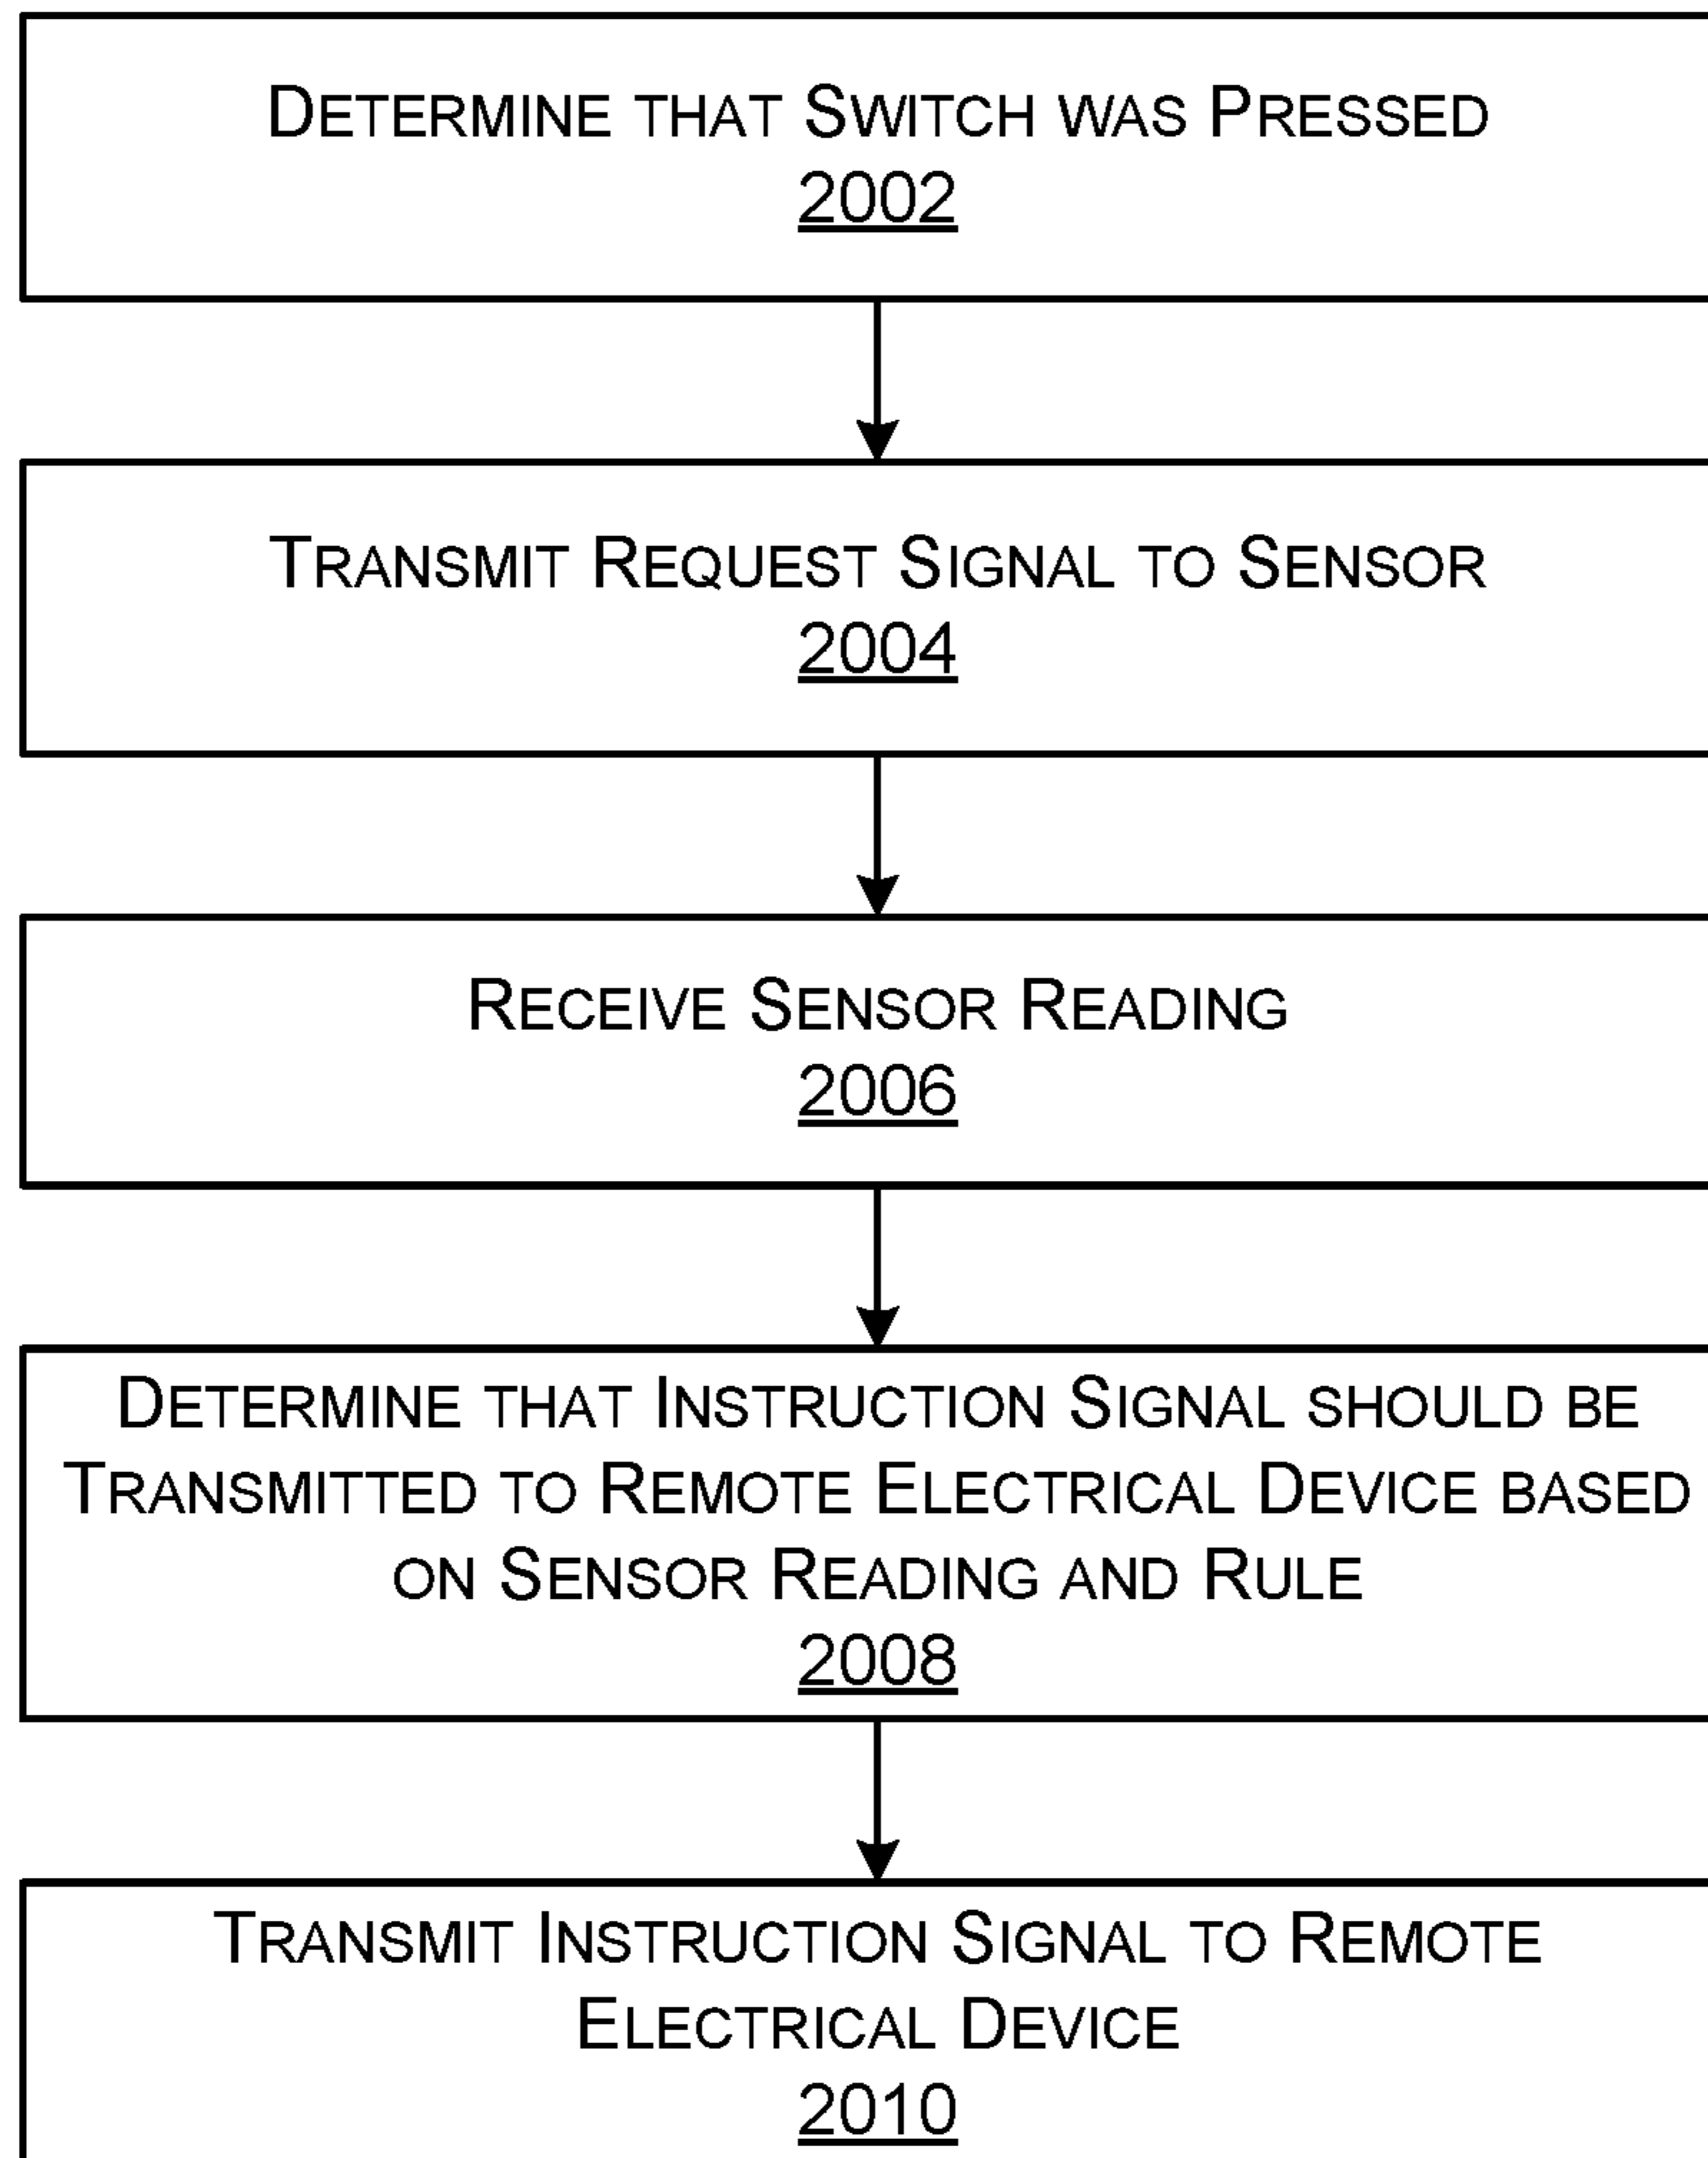 DETERMINE THAT SWITCH WAS PRESSED
2002
TRANSMIT REQUEST SIGNAL TO SENSOR
2004
RECEIVE SENSOR READING
2006
DETERMINE THAT INSTRUCTION SIGNAL SHOULD BE
TRANSMITTED TO REMOTE ELECTRICAL DEVICE BASED
ON SENSOR READING AND RULE
2008
TRANSMIT INSTRUCTION SIGNAL TO REMOTE
ELECTRICAL DEVICE
2010